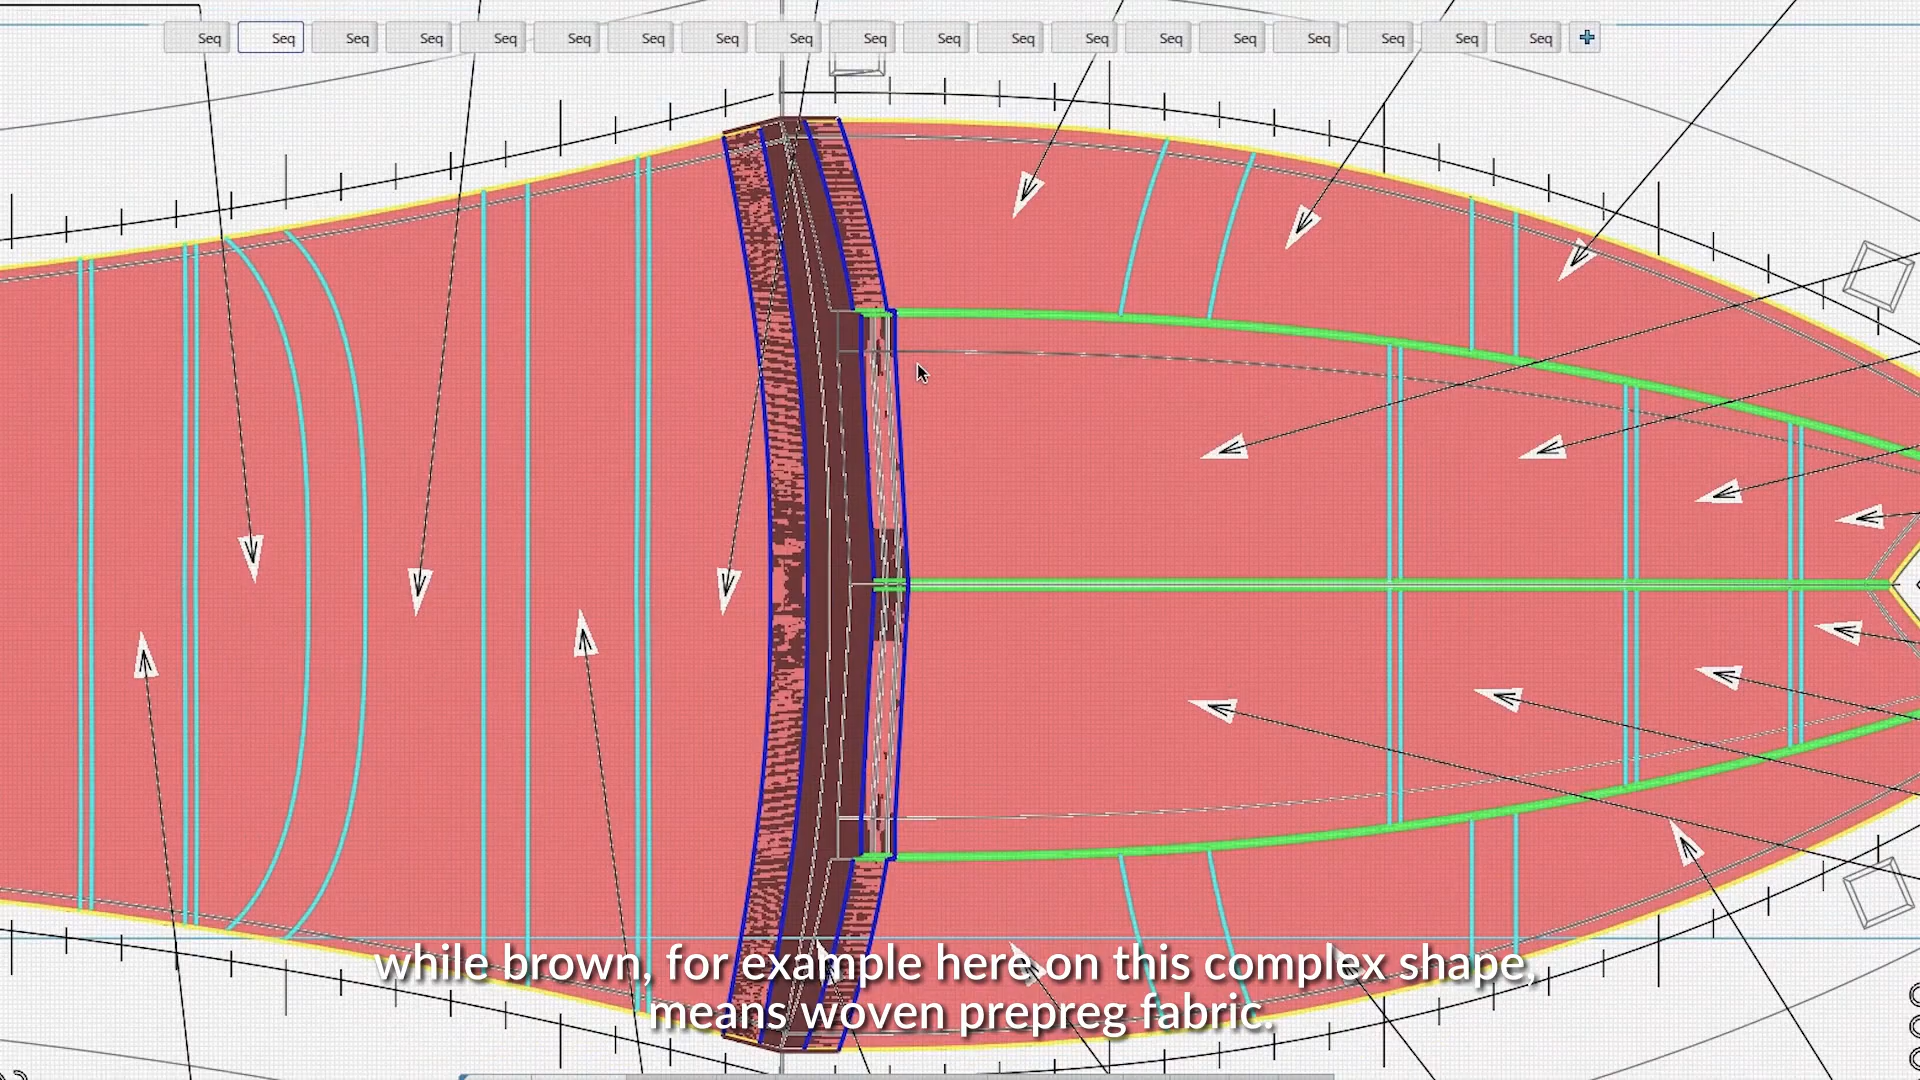 Seq Seq Seq Seq Seq Seq Seq Seq Seq Seq Seq Seq Seq Seq Seq Seq Seq Seq Seq
while brown, for example here on this complex shape,
means woven prepreg fabric.